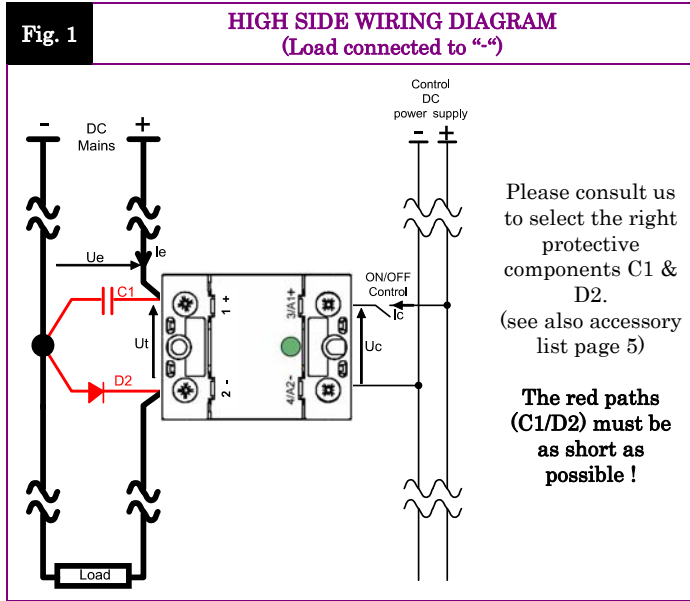 Fig. 1
HIGH SIDE WIRING DIAGRAM
(Load connected to “-“)
Control
DC
power supply
- +
- DC +
Mains
Ue
Ie
C1
Ut
D2
1 +
2 -
3/A1+
4/A2-
ON/OFF
Control
Ic
Uc
Load
Please consult us
to select the right
protective
components C1 &
D2.
(see also accessory
list page 5)
The red paths
(C1/D2) must be
as short as
possible !